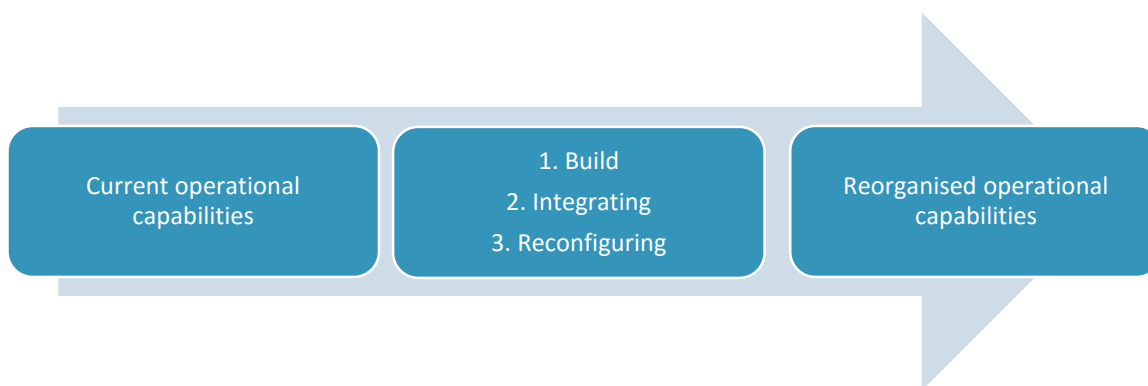 Current operational
capabilities
1. Build
2. Integrating
3. Reconfiguring
Reorganised operational
capabilities